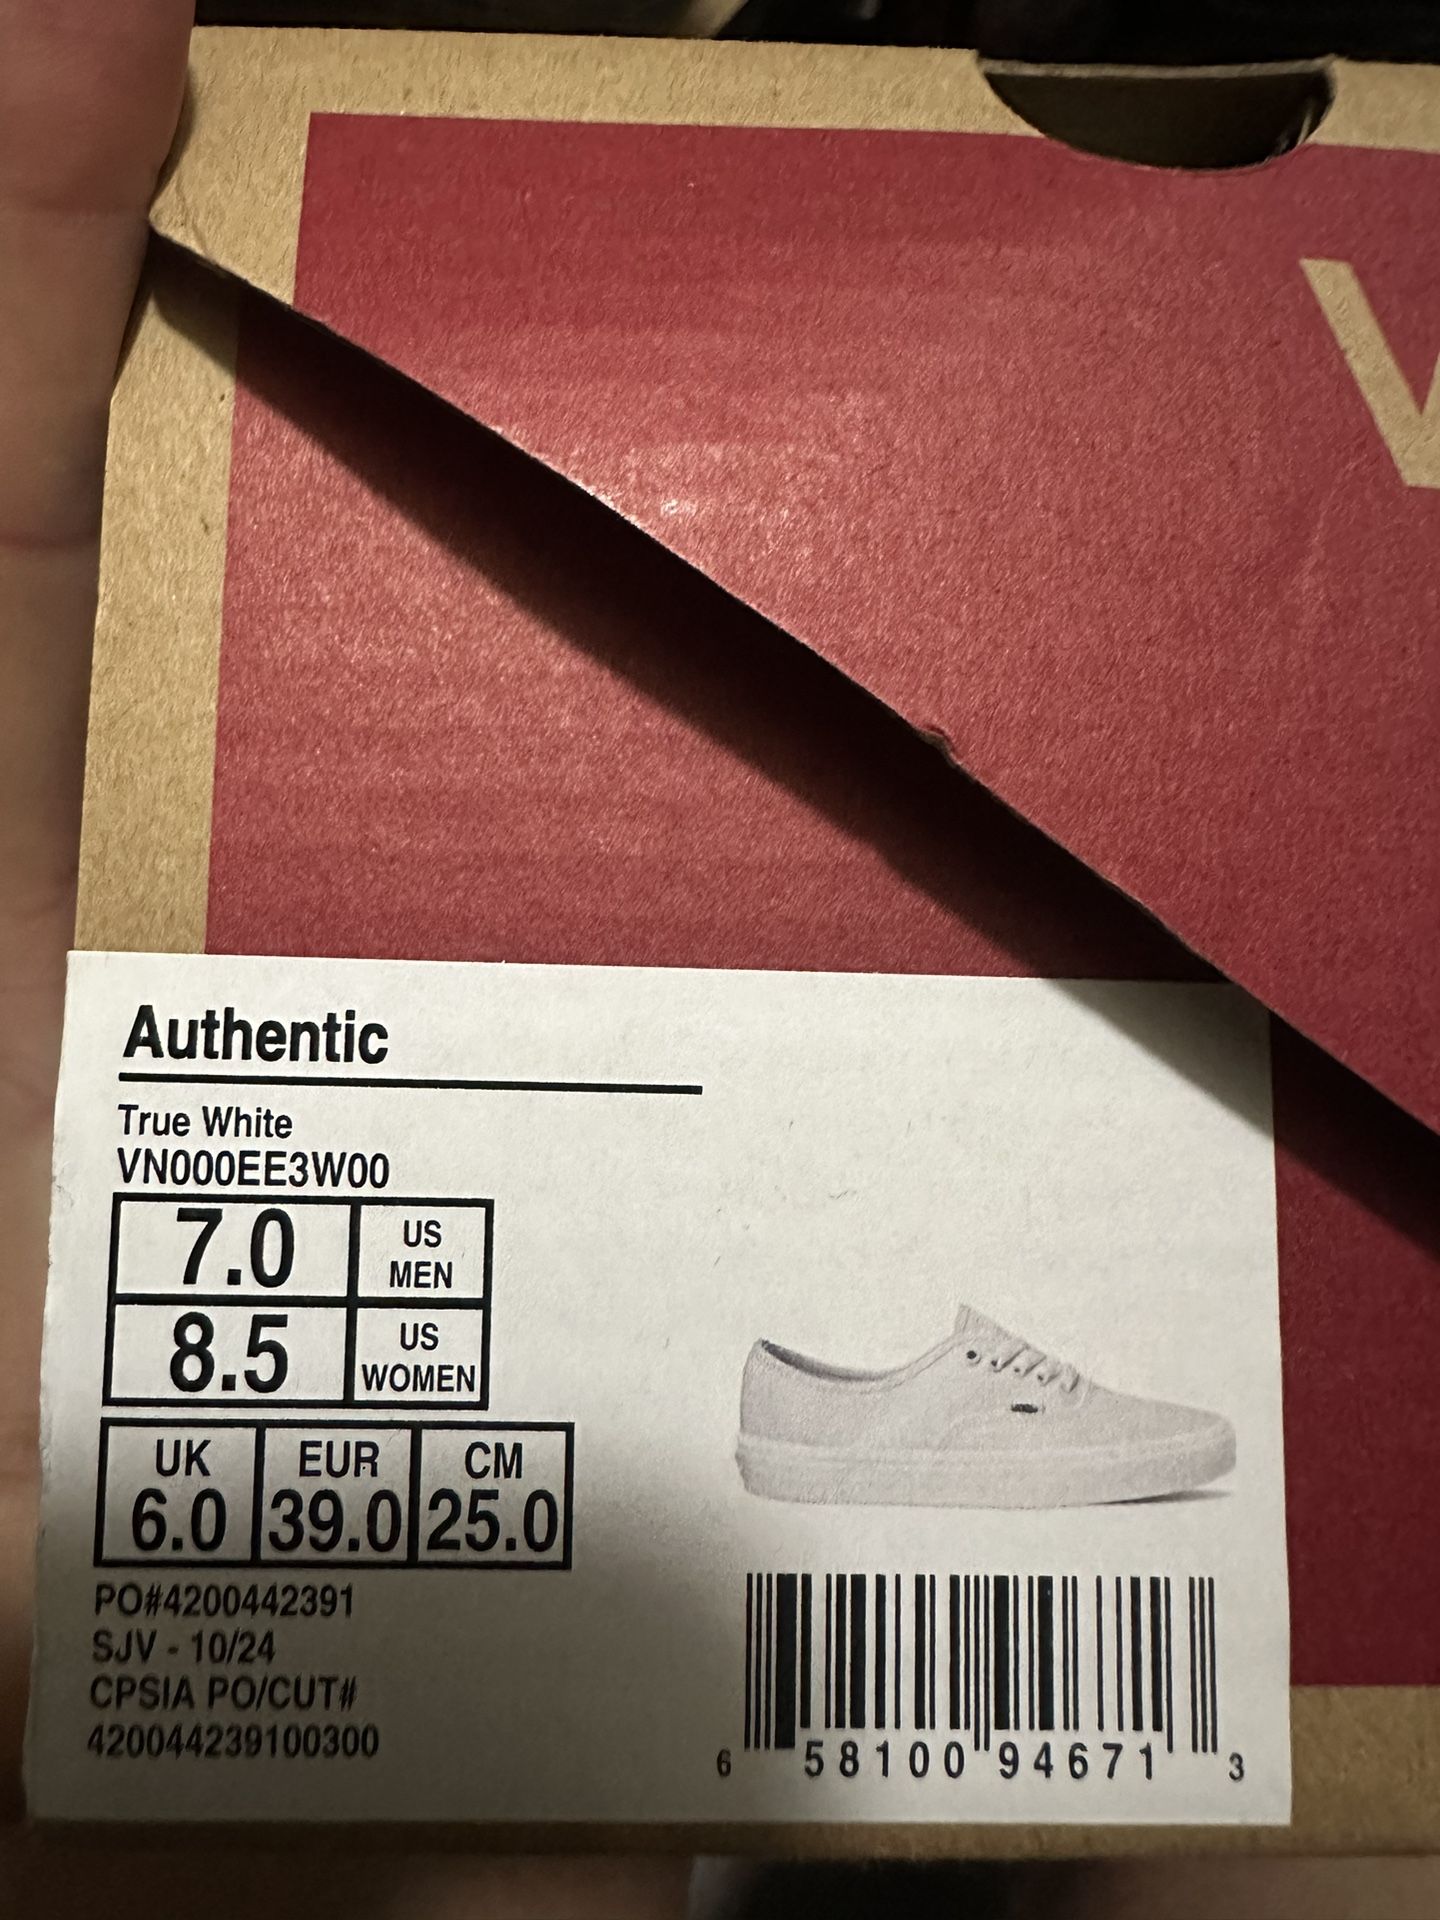 V
Authentic
True White
VN000EE3W00
7.0 US MEN
8.5 US WOMEN
UK EUR CM
6.0 39.0 25.0
PO#4200442391
SJV - 10/24
CPSIA PO/CUT#
420044239100300
6 58100 94671 3